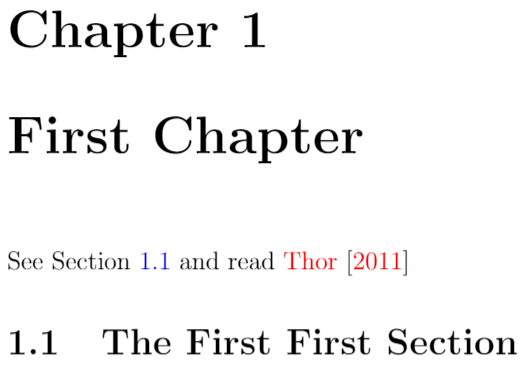 Chapter 1
First Chapter
See Section 1.1 and read Thor [2011]
1.1 The First First Section